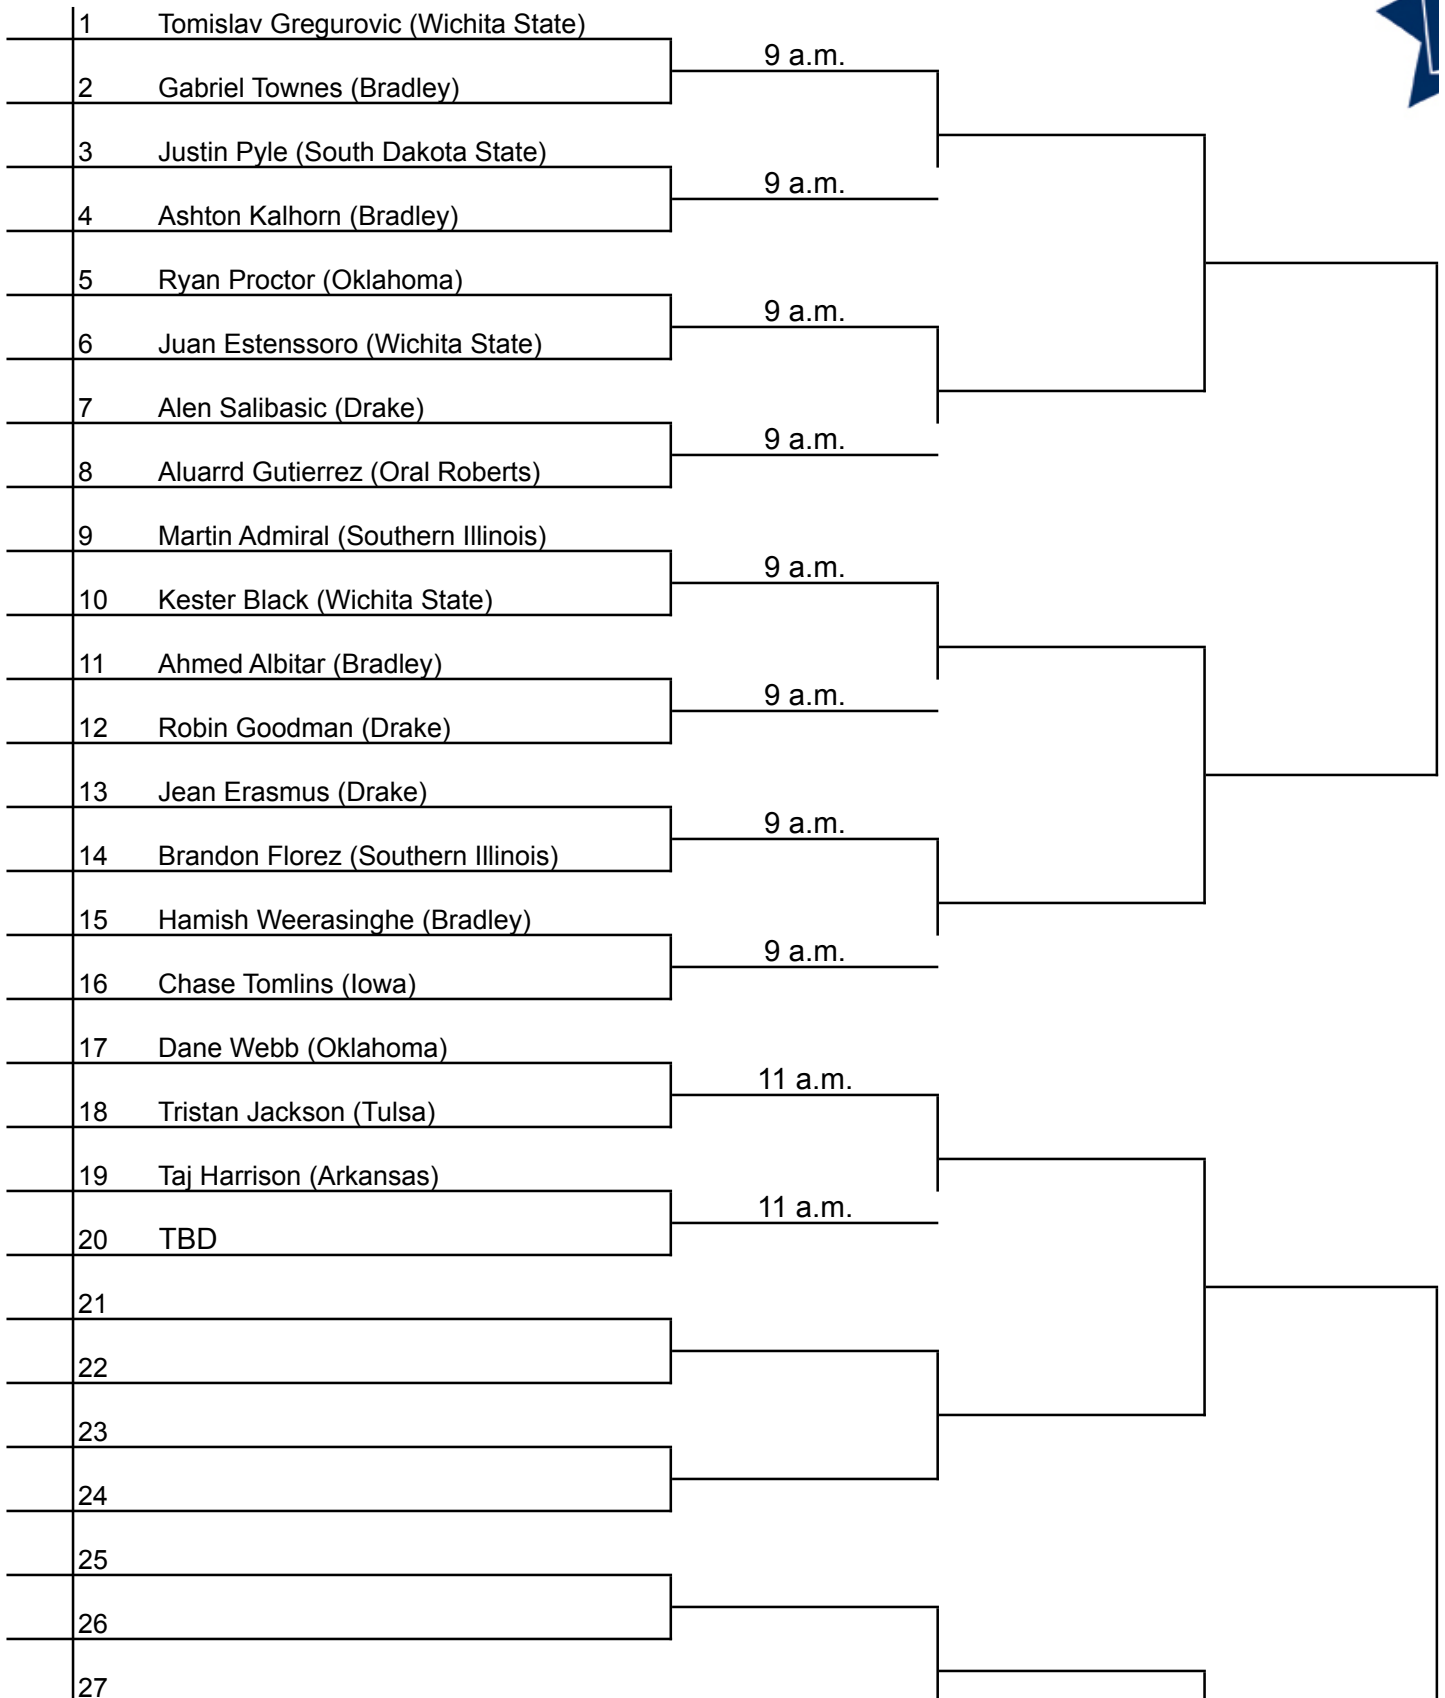 1 Tomislav Gregurovic (Wichita State)
9 a.m.
2 Gabriel Townes (Bradley)
3 Justin Pyle (South Dakota State)
9 a.m.
4 Ashton Kalhorn (Bradley)
5 Ryan Proctor (Oklahoma)
9 a.m.
6 Juan Estenssoro (Wichita State)
7 Alen Salibasic (Drake)
9 a.m.
8 Aluarrd Gutierrez (Oral Roberts)
9 Martin Admiral (Southern Illinois)
9 a.m.
10 Kester Black (Wichita State)
11 Ahmed Albitar (Bradley)
9 a.m.
12 Robin Goodman (Drake)
13 Jean Erasmus (Drake)
9 a.m.
14 Brandon Florez (Southern Illinois)
15 Hamish Weerasinghe (Bradley)
9 a.m.
16 Chase Tomlins (Iowa)
17 Dane Webb (Oklahoma)
11 a.m.
18 Tristan Jackson (Tulsa)
19 Taj Harrison (Arkansas)
11 a.m.
20 TBD
21
22
23
24
25
26
27